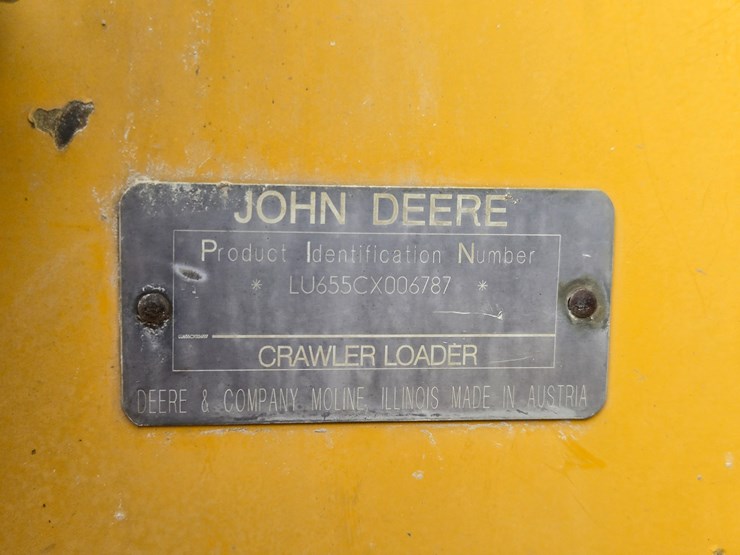 JOHN DEERE
Product Identification Number
* LU655CX006787 *
CRAWLER LOADER
DEERE & COMPANY MOLINE ILLINOIS MADE IN AUSTRIA